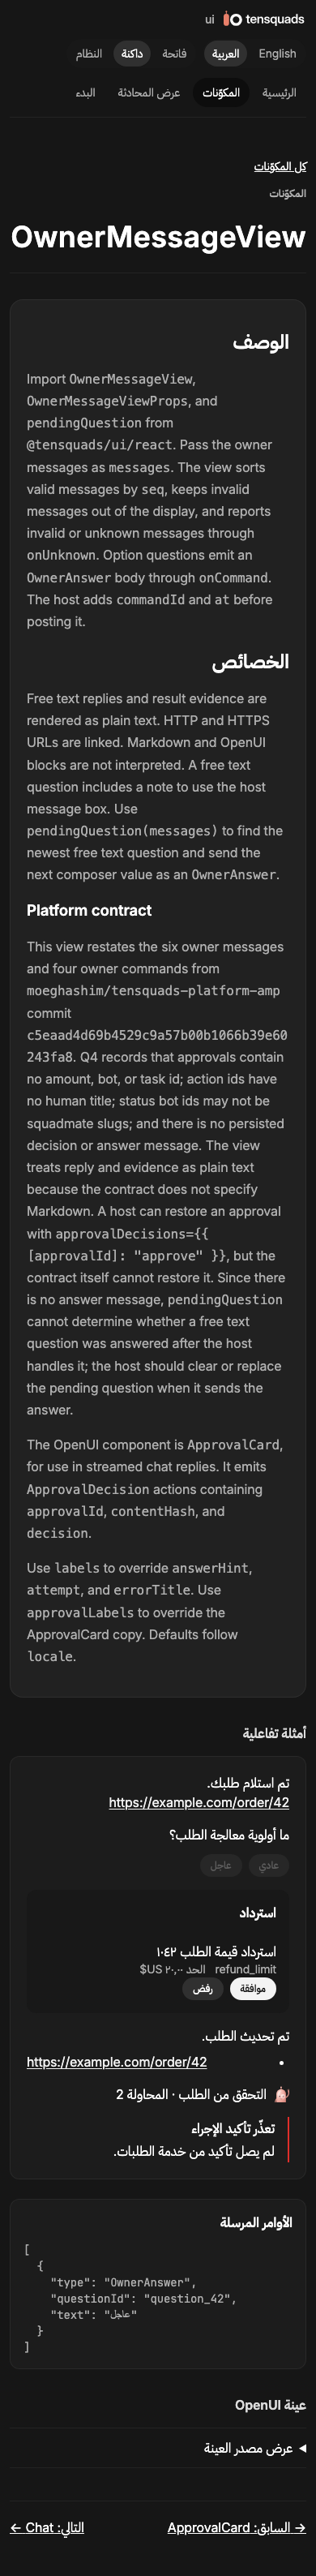 tensquads ui
English العربية فاتحة داكنة النظام
الرئيسية المكوّنات عرض المحادثة البدء
كل المكوّنات
المكوّنات
OwnerMessageView
الوصف
Import OwnerMessageView,
OwnerMessageViewProps, and
pendingQuestion from
@tensquads/ui/react. Pass the owner
messages as messages. The view sorts
valid messages by seq, keeps invalid
messages out of the display, and reports
invalid or unknown messages through
onUnknown. Option questions emit an
OwnerAnswer body through onCommand.
The host adds commandId and at before
posting it.
الخصائص
Free text replies and result evidence are
rendered as plain text. HTTP and HTTPS
URLs are linked. Markdown and OpenUI
blocks are not interpreted. A free text
question includes a note to use the host
message box. Use
pendingQuestion(messages) to find the
newest free text question and send the
next composer value as an OwnerAnswer.
Platform contract
This view restates the six owner messages
and four owner commands from
moeghashim/tensquads-platform-amp
commit
c5eaad4d69b4529c9a57b00b1066b39e60
243fa8. Q4 records that approvals contain
no amount, bot, or task id; action ids have
no human title; status bot ids may not be
squadmate slugs; and there is no persisted
decision or answer message. The view
treats reply and evidence as plain text
because the contract does not specify
Markdown. A host can restore an approval
with approvalDecisions={{
[approvalId]: "approve" }}, but the
contract itself cannot restore it. Since there
is no answer message, pendingQuestion
cannot determine whether a free text
question was answered after the host
handles it; the host should clear or replace
the pending question when it sends the
answer.
The OpenUI component is ApprovalCard,
for use in streamed chat replies. It emits
ApprovalDecision actions containing
approvalId, contentHash, and
decision.
Use labels to override answerHint,
attempt, and errorTitle. Use
approvalLabels to override the
ApprovalCard copy. Defaults follow
locale.
أمثلة تفاعلية
تم استلام طلبك.
https://example.com/order/42
ما أولوية معالجة الطلب؟
عادي عاجل
استرداد
استرداد قيمة الطلب ١٠٤٢
refund_limit الحد ٢٠,٠٠ US$
موافقة رفض
تم تحديث الطلب.
• https://example.com/order/42
التحقق من الطلب · المحاولة 2
تعذّر تأكيد الإجراء
لم يصل تأكيد من خدمة الطلبات.
الأوامر المرسلة
[
{
"type": "OwnerAnswer",
"questionId": "question_42",
"text": "عاجل"
}
]
عينة OpenUI
◀ عرض مصدر العينة
→ السابق: ApprovalCard
التالي: Chat ←